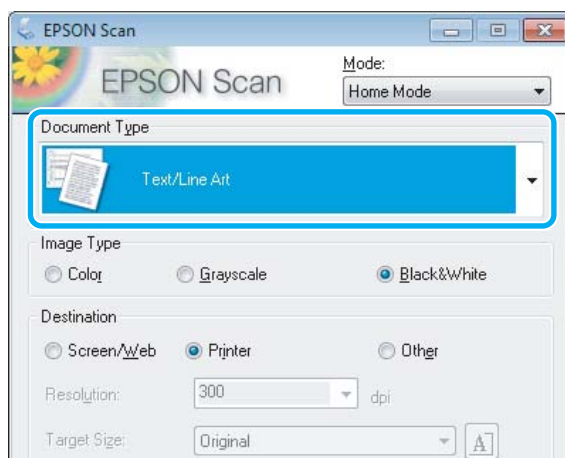 EPSON Scan
EPSON Scan
Mode:
Home Mode
Document Type
Text/Line Art
Image Type
Color
Grayscale
Black&White
Destination
Screen/Web
Printer
Other
Resolution:
300
dpi
Target Size:
Original
A